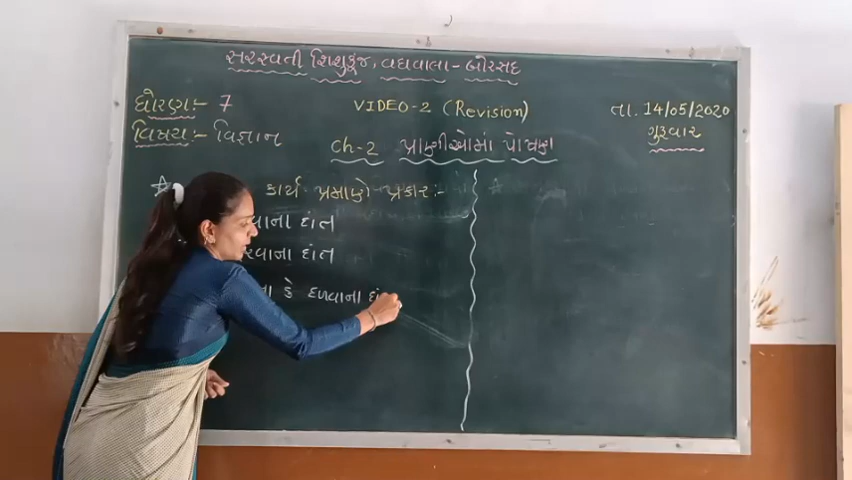 સરસ્વતી શિશુકુંજ, વઘવાલા - બોરસદ
ધોરણ :- 7
VIDEO-2 (Revision)
તા. 14/05/2020
વિષય :- વિજ્ઞાન
ગુરૂવાર
Ch-2 પ્રાણીઓમાં પોષણ
કાર્ય પ્રમાણે પ્રકાર :-
વાના દાંત
રવાના દાંત
કે દળવાના દાં